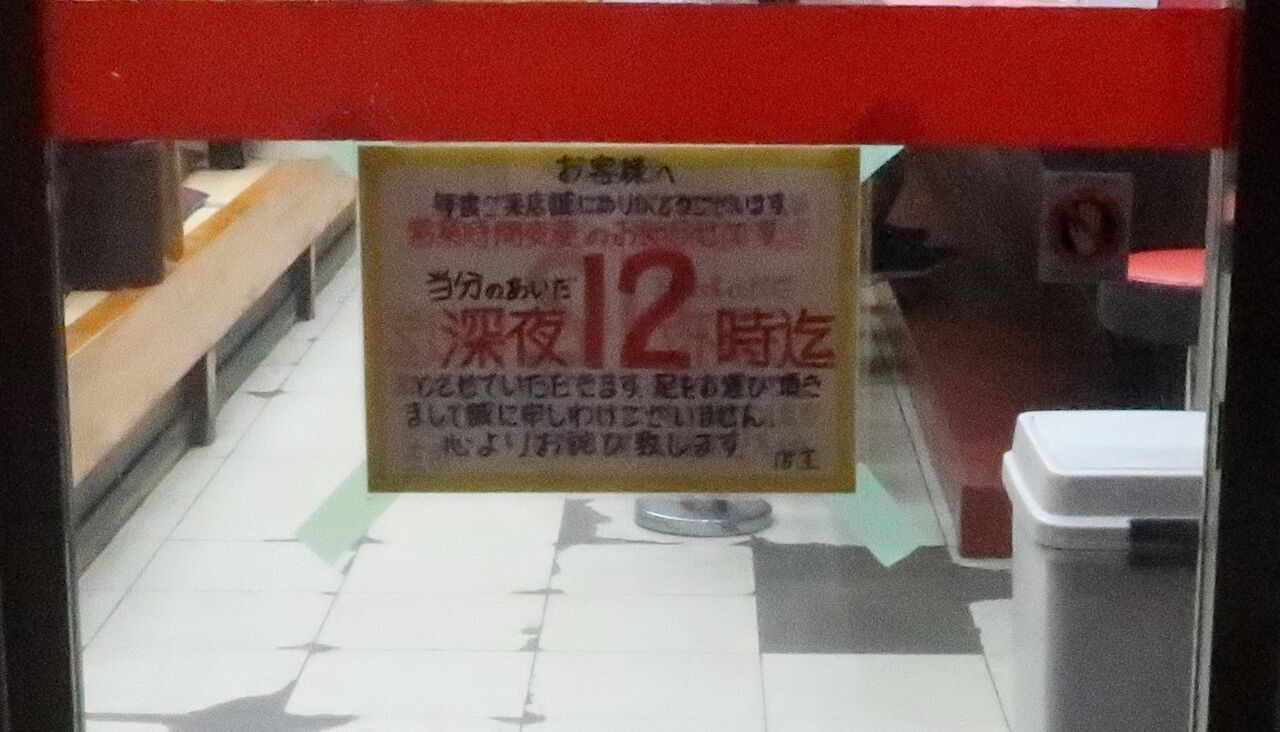 お客様へ
毎度ご来店誠にありがとうございます
営業時間変更のお知らせです
当分のあいだ
深夜12時迄
とさせていただきます。足をお運び頂き
まして誠に申しわけございません。
心よりお詫び致します
店主